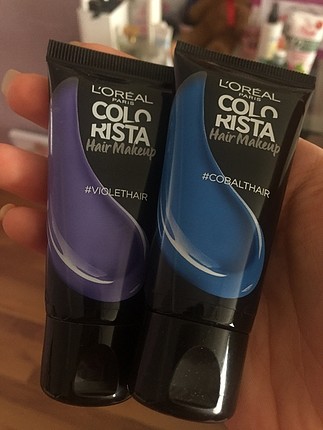 L'ORÉAL
PARIS
COLO
RISTA
Hair Makeup
#VIOLETHAIR
L'ORÉAL
PARIS
COLO
RISTA
Hair Makeup
#COBALTHAIR